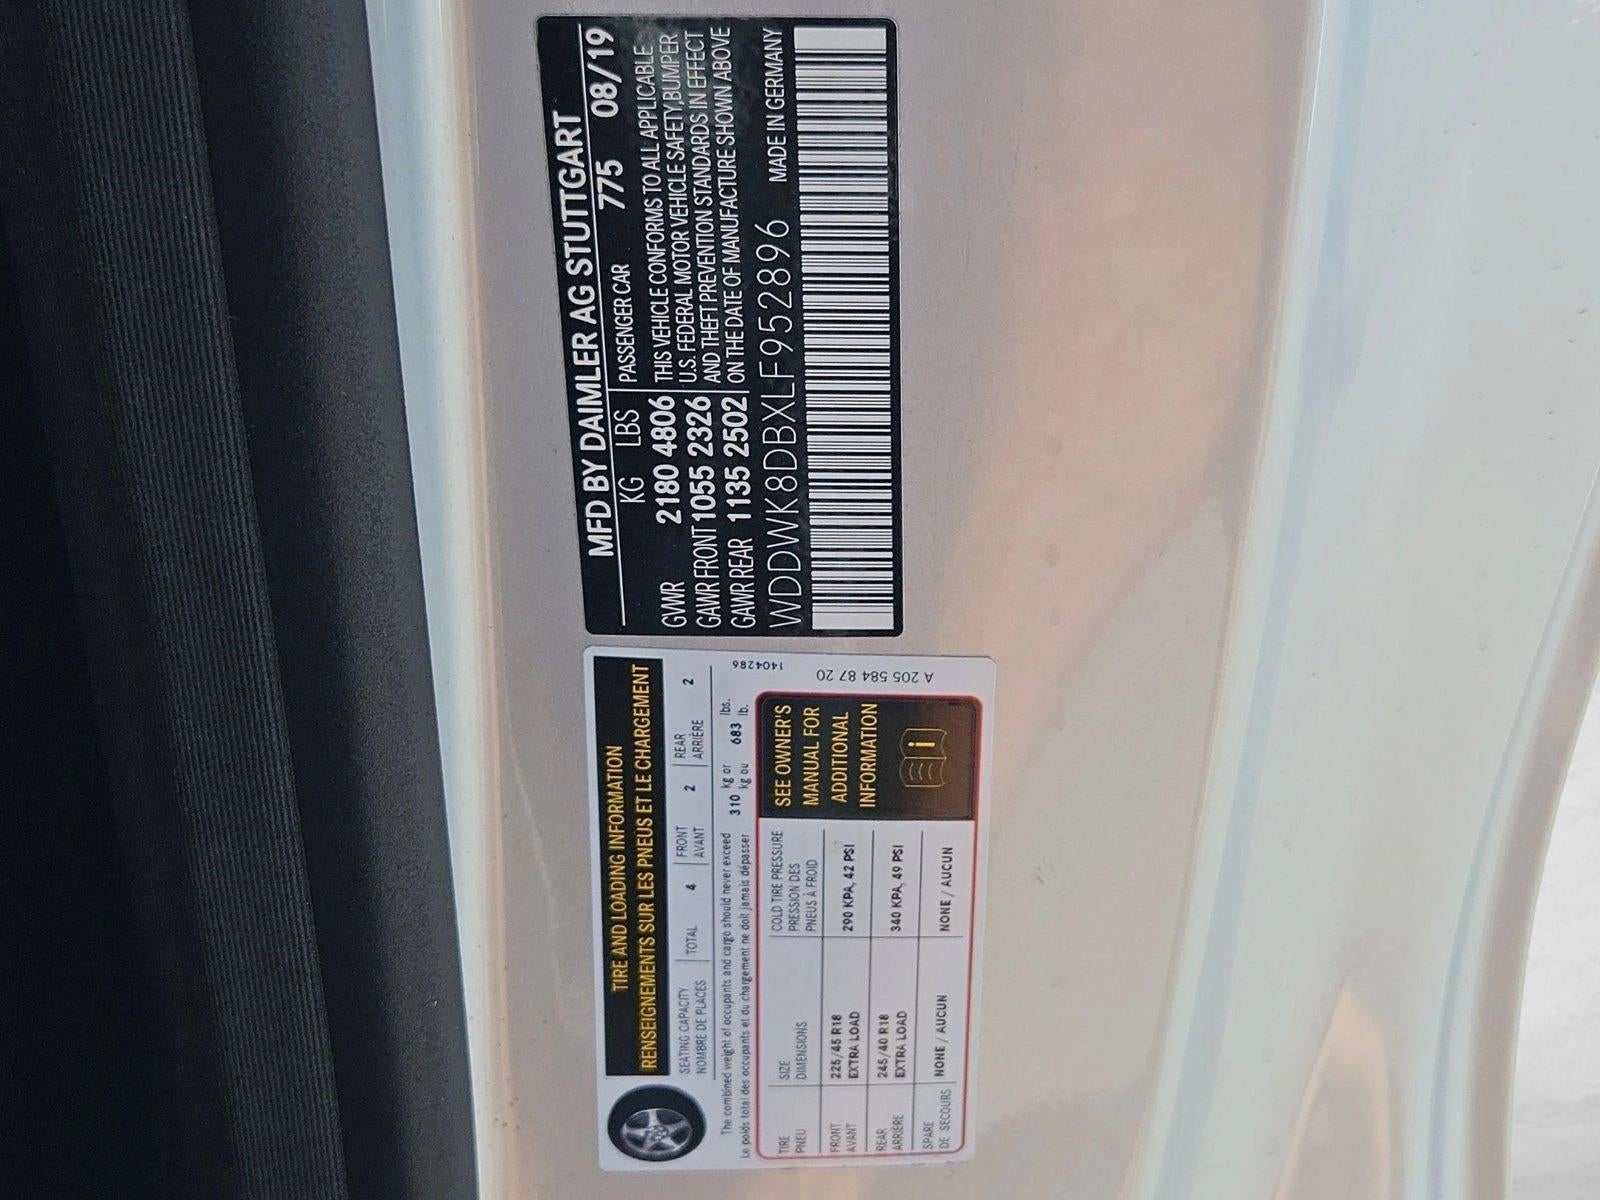 TIRE AND LOADING INFORMATION
RENSEIGNEMENTS SUR LES PNEUS ET LE CHARGEMENT
SEATING CAPACITY
NOMBRE DE PLACES
TOTAL 4
FRONT
AVANT
2
REAR
ARRIÈRE
2
The combined weight of occupants and cargo should never exceed
Le poids total des occupants et du chargement ne doit jamais dépasser
310 kg or 683 lbs.
kg ou lb.
TIRE
PNEU
SIZE
DIMENSIONS
COLD TIRE PRESSURE
PRESSION DES
PNEUS À FROID
FRONT
AVANT
225/45 R18
EXTRA LOAD
290 KPA, 42 PSI
REAR
ARRIÈRE
245/40 R18
EXTRA LOAD
340 KPA, 49 PSI
SPARE
DE SECOURS
NONE / AUCUN
NONE / AUCUN
SEE OWNER'S
MANUAL FOR
ADDITIONAL
INFORMATION
i
1404286
A 205 584 87 20
MFD BY DAIMLER AG STUTTGART
KG LBS
PASSENGER CAR 775 08/19
GVWR 2180 4806
GAWR FRONT 1055 2326
GAWR REAR 1135 2502
THIS VEHICLE CONFORMS TO ALL APPLICABLE
U.S. FEDERAL MOTOR VEHICLE SAFETY,BUMPER
AND THEFT PREVENTION STANDARDS IN EFFECT
ON THE DATE OF MANUFACTURE SHOWN ABOVE
WDDWK8DBXLF952896 MADE IN GERMANY